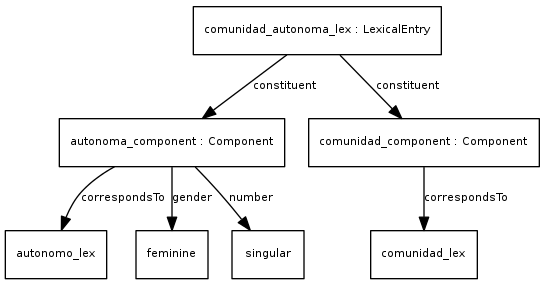 comunidad_autonoma_lex : LexicalEntry
constituent
constituent
autonoma_component : Component
comunidad_component : Component
correspondsTo
gender
number
correspondsTo
autonomo_lex
feminine
singular
comunidad_lex